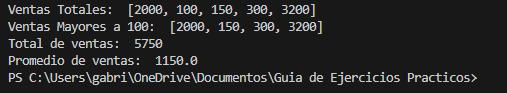 Ventas Totales:  [2000, 100, 150, 300, 3200]
Ventas Mayores a 100:  [2000, 150, 300, 3200]
Total de ventas:  5750
Promedio de ventas:  1150.0
PS C:\Users\gabri\OneDrive\Documentos\Guia de Ejercicios Practicos>